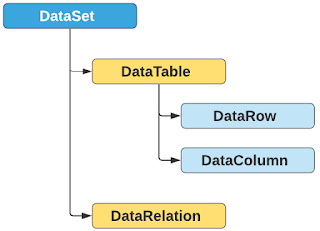 DataSet
DataTable
DataRow
DataColumn
DataRelation